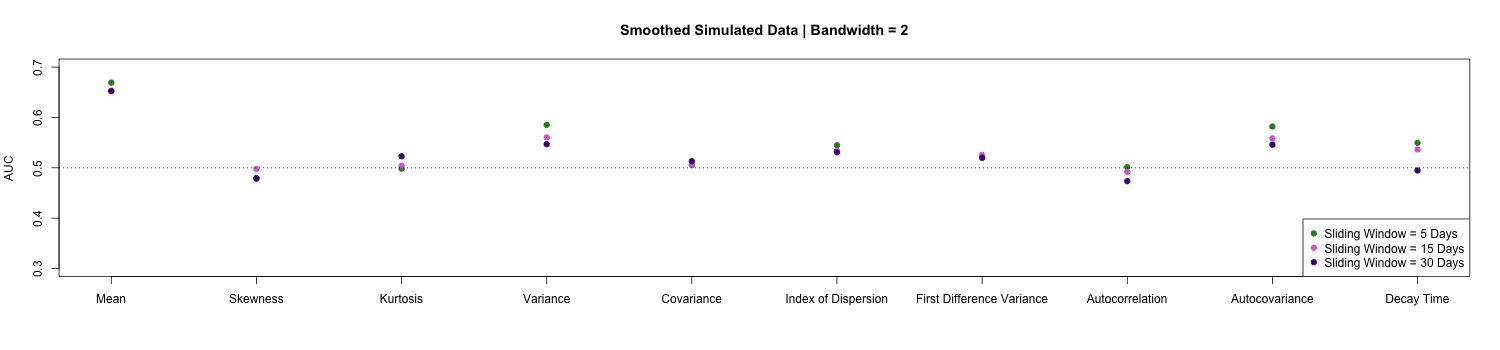 Smoothed Simulated Data | Bandwidth = 2
AUC
0.7
0.6
0.5
0.4
0.3
Sliding Window = 5 Days
Sliding Window = 15 Days
Sliding Window = 30 Days
Mean Skewness Kurtosis Variance Covariance Index of Dispersion First Difference Variance Autocorrelation Autocovariance Decay Time